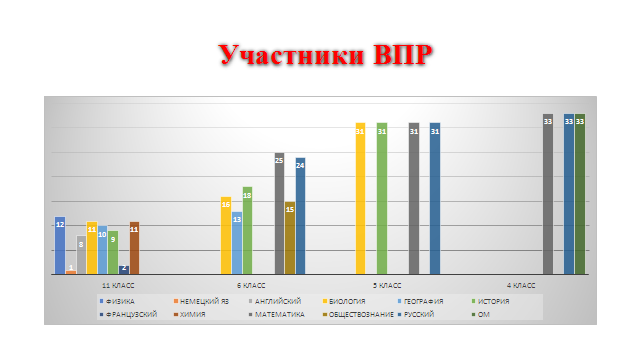 Участники ВПР
12
1
8
11
10
9
2
11
16
13
18
25
15
24
31
31
31
31
33
33
33
11 КЛАСС
6 КЛАСС
5 КЛАСС
4 КЛАСС
ФИЗИКА
НЕМЕЦКИЙ ЯЗ
АНГЛИЙСКИЙ
БИОЛОГИЯ
ГЕОГРАФИЯ
ИСТОРИЯ
ФРАНЦУЗСКИЙ
ХИМИЯ
МАТЕМАТИКА
ОБЩЕСТВОЗНАНИЕ
РУССКИЙ
ОМ